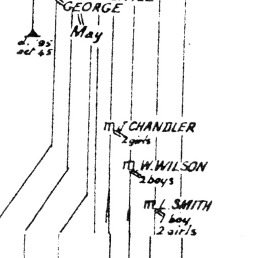 GEORGE
May
d. '95
aet 45
m J CHANDLER
2 girls
m W. WILSON
2 boys
m L. SMITH
1 boy
2 girls